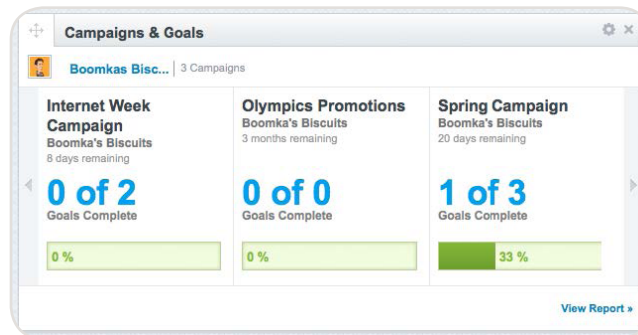 Campaigns & Goals
Boomkas Bisc... 3 Campaigns
Internet Week
Campaign
Boomka's Biscuits
8 days remaining
0 of 2
Goals Complete
0 %
Olympics Promotions
Boomka's Biscuits
3 months remaining
0 of 0
Goals Complete
0 %
Spring Campaign
Boomka's Biscuits
20 days remaining
1 of 3
Goals Complete
33 %
View Report »